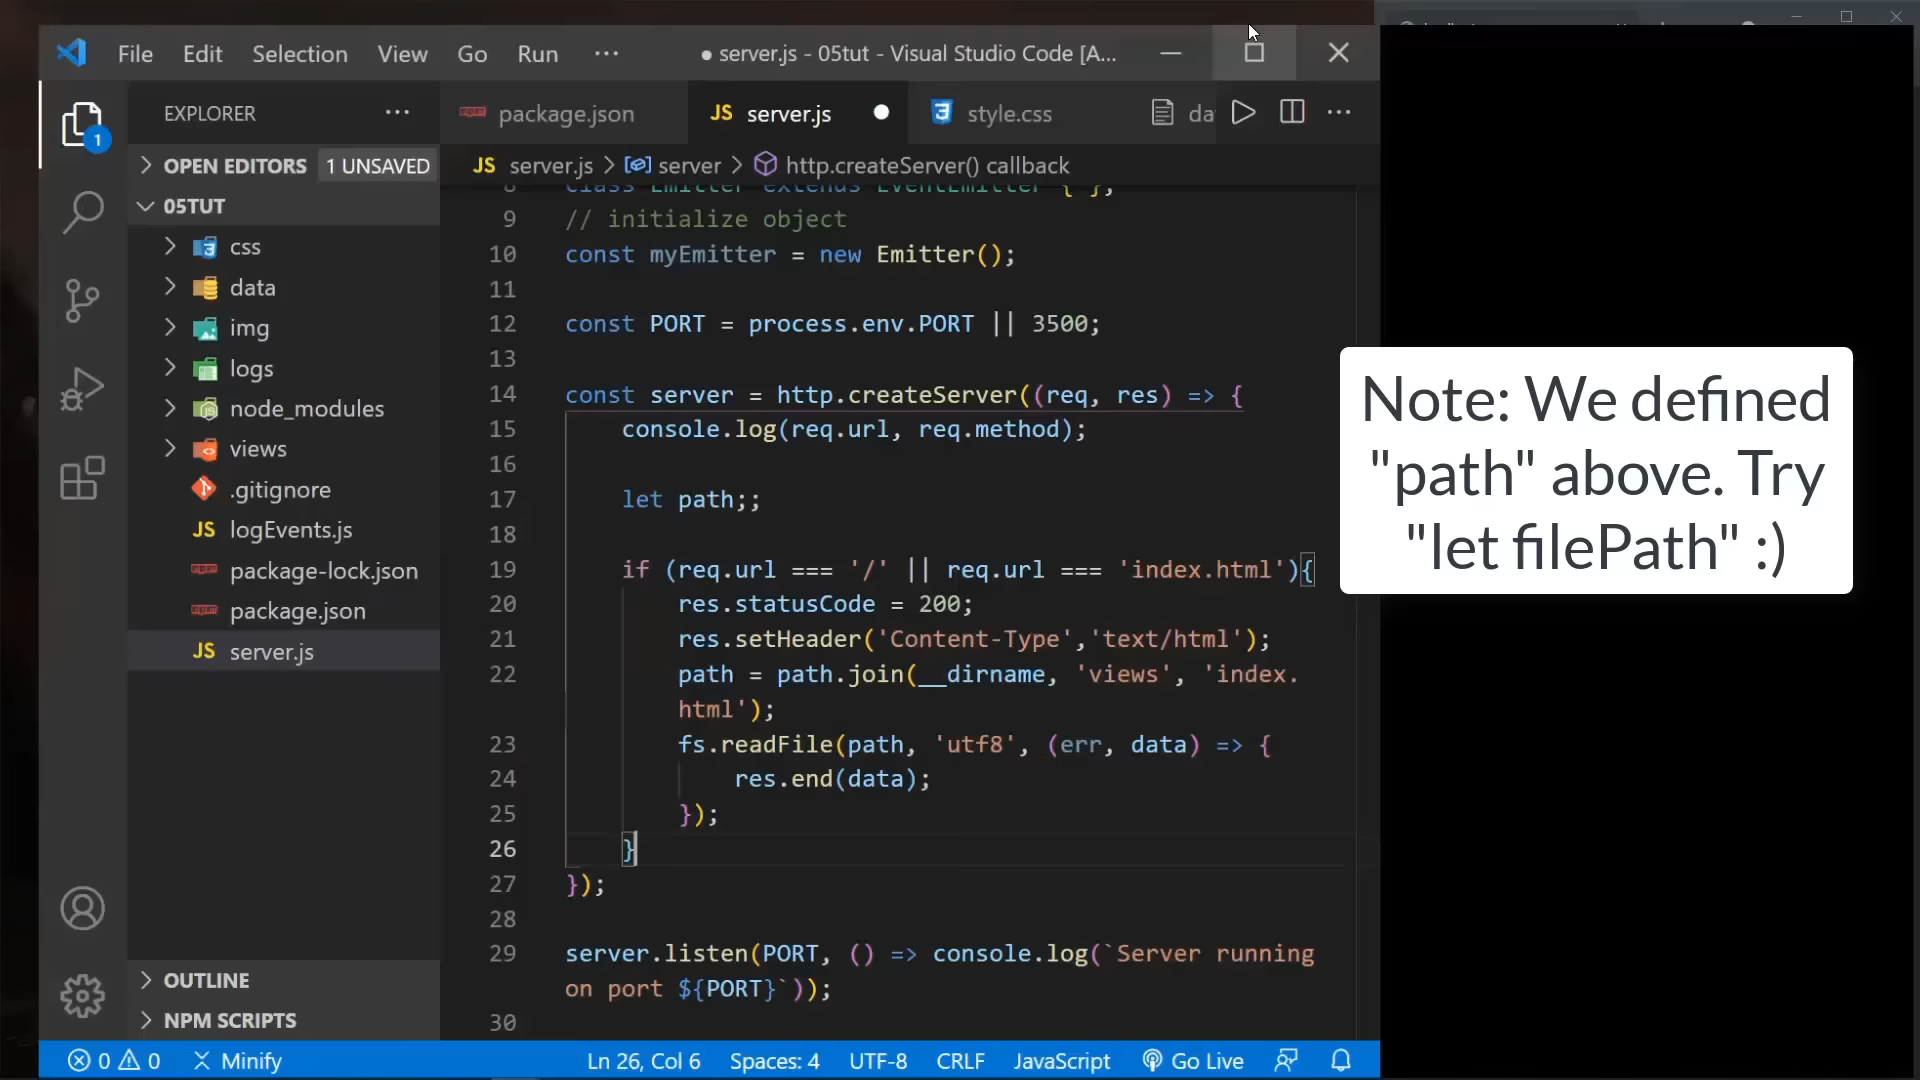 File Edit Selection View Go Run ··· ● server.js - 05tut - Visual Studio Code [A...
EXPLORER ···
1
OPEN EDITORS 1 UNSAVED
05TUT
css
data
img
logs
node_modules
views
.gitignore
JS logEvents.js
package-lock.json
package.json
JS server.js
OUTLINE
NPM SCRIPTS
package.json JS server.js ● style.css da ···
JS server.js > server > http.createServer() callback
8 class Emitter extends EventEmitter { };
9 // initialize object
10 const myEmitter = new Emitter();
11
12 const PORT = process.env.PORT || 3500;
13
14 const server = http.createServer((req, res) => {
15 console.log(req.url, req.method);
16
17 let path;;
18
19 if (req.url === '/' || req.url === 'index.html'){
20 res.statusCode = 200;
21 res.setHeader('Content-Type','text/html');
22 path = path.join(__dirname, 'views', 'index.
html');
23 fs.readFile(path, 'utf8', (err, data) => {
24 res.end(data);
25 });
26 }
27 });
28
29 server.listen(PORT, () => console.log(`Server running
on port ${PORT}`));
30
Note: We defined
"path" above. Try
"let filePath" :)
0 0 Minify Ln 26, Col 6 Spaces: 4 UTF-8 CRLF JavaScript Go Live